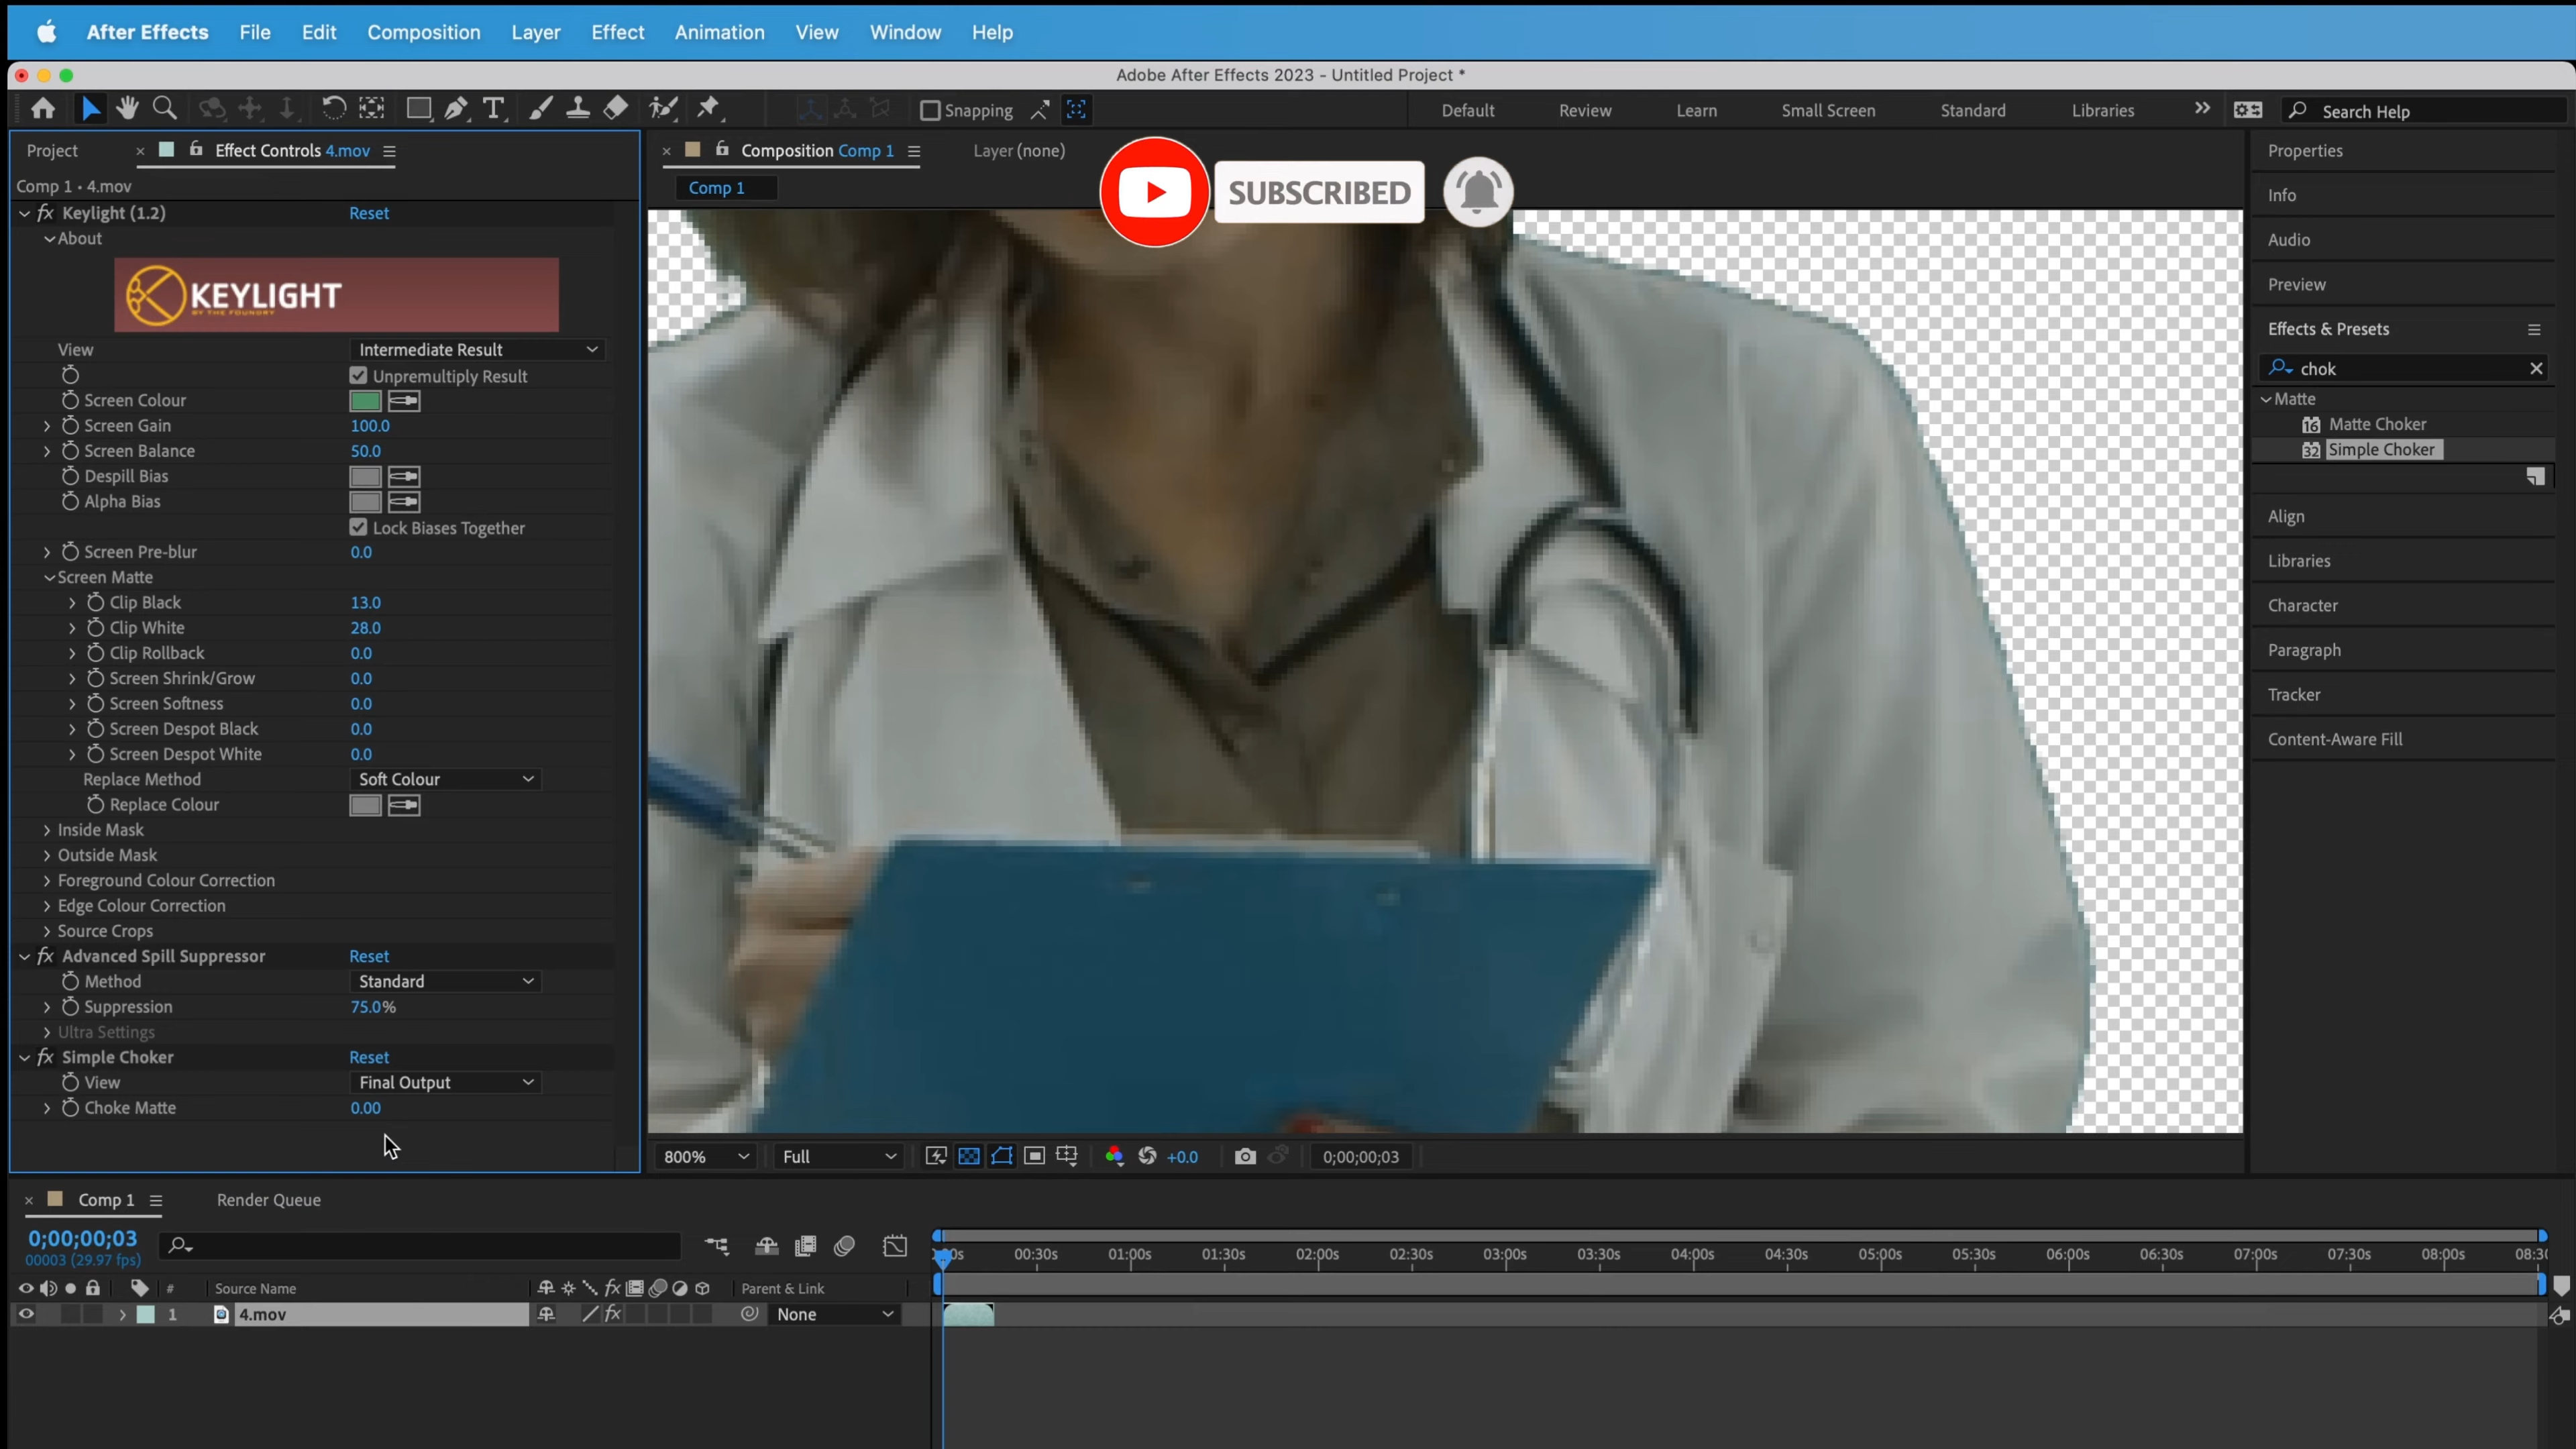 After Effects File Edit Composition Layer Effect Animation View Window Help
Adobe After Effects 2023 - Untitled Project *
Snapping Default Review Learn Small Screen Standard Libraries Search Help
Project Effect Controls 4.mov
Comp 1 • 4.mov
fx Keylight (1.2) Reset
About
KEYLIGHT
BY THE FOUNDRY
View Intermediate Result
Unpremultiply Result
Screen Colour
Screen Gain 100.0
Screen Balance 50.0
Despill Bias
Alpha Bias
Lock Biases Together
Screen Pre-blur 0.0
Screen Matte
Clip Black 13.0
Clip White 28.0
Clip Rollback 0.0
Screen Shrink/Grow 0.0
Screen Softness 0.0
Screen Despot Black 0.0
Screen Despot White 0.0
Replace Method Soft Colour
Replace Colour
Inside Mask
Outside Mask
Foreground Colour Correction
Edge Colour Correction
Source Crops
fx Advanced Spill Suppressor Reset
Method Standard
Suppression 75.0%
Ultra Settings
fx Simple Choker Reset
View Final Output
Choke Matte 0.00
Composition Comp 1 Layer (none)
Comp 1
SUBSCRIBED
800% Full +0.0 0;00;00;03
Properties
Info
Audio
Preview
Effects & Presets
chok
Matte
16 Matte Choker
32 Simple Choker
Align
Libraries
Character
Paragraph
Tracker
Content-Aware Fill
Comp 1 Render Queue
0;00;00;03
00003 (29.97 fps)
00:30s 01:00s 01:30s 02:00s 02:30s 03:00s 03:30s 04:00s 04:30s 05:00s 05:30s 06:00s 06:30s 07:00s 07:30s 08:00s
# Source Name fx Parent & Link
1 4.mov fx None